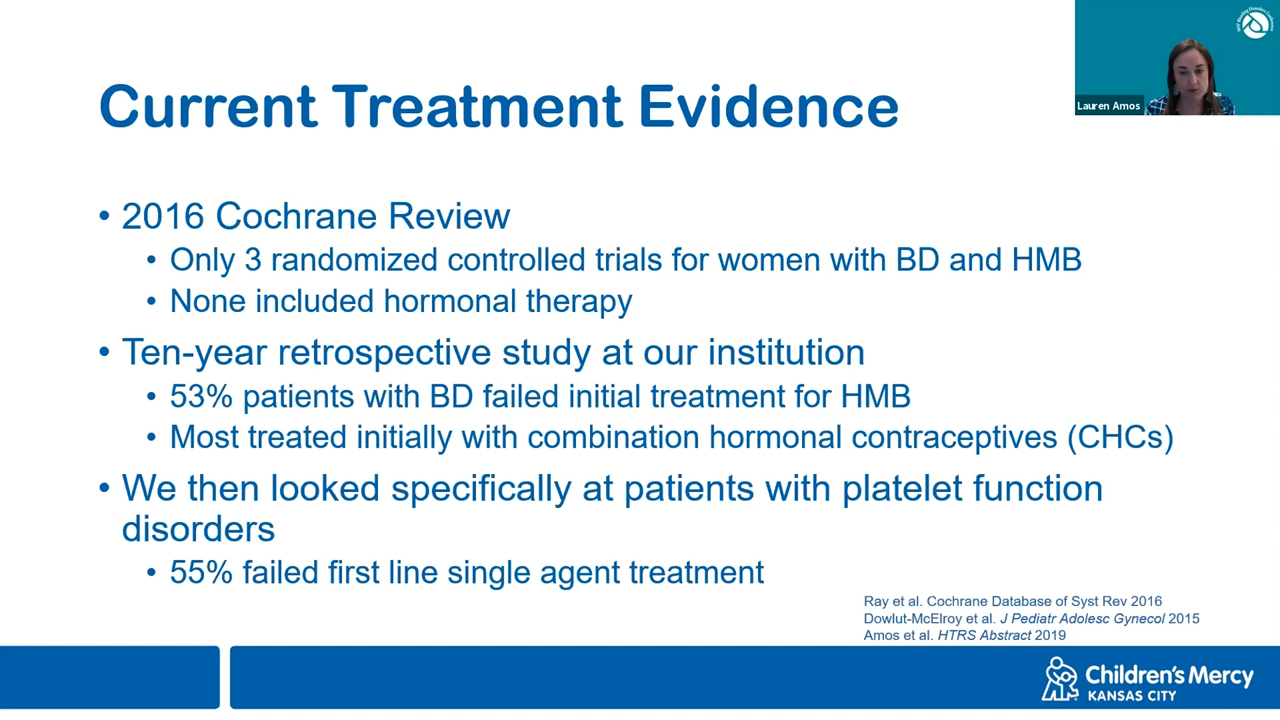 Current Treatment Evidence
Lauren Amos
• 2016 Cochrane Review
• Only 3 randomized controlled trials for women with BD and HMB
• None included hormonal therapy
• Ten-year retrospective study at our institution
• 53% patients with BD failed initial treatment for HMB
• Most treated initially with combination hormonal contraceptives (CHCs)
• We then looked specifically at patients with platelet function
disorders
• 55% failed first line single agent treatment
Ray et al. Cochrane Database of Syst Rev 2016
Dowlut-McElroy et al. J Pediatr Adolesc Gynecol 2015
Amos et al. HTRS Abstract 2019
Children's Mercy
KANSAS CITY